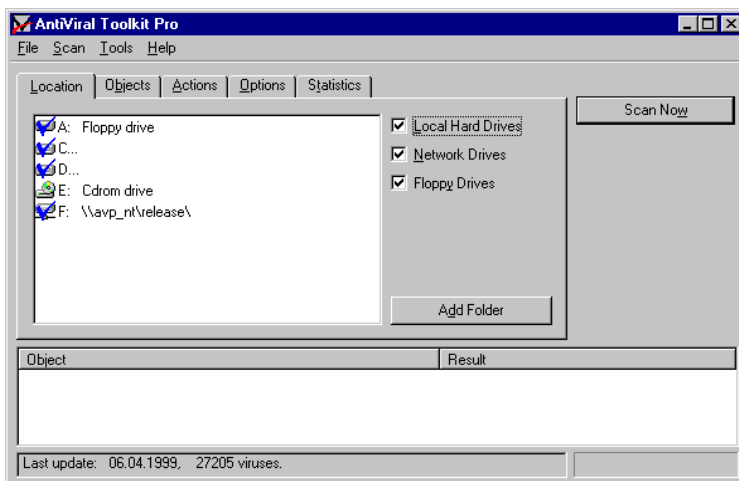 AntiViral Toolkit Pro
File Scan Tools Help
Location Objects Actions Options Statistics
Scan Now
A: Floppy drive
C...
D...
E: Cdrom drive
F: \\avp_nt\release\
Local Hard Drives
Network Drives
Floppy Drives
Add Folder
Object Result
Last update: 06.04.1999, 27205 viruses.